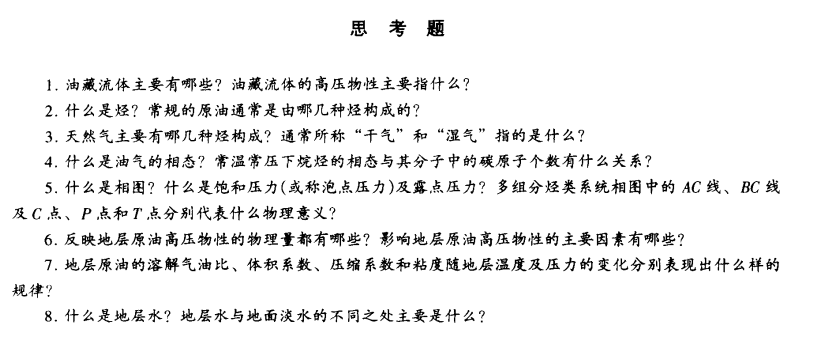 思 考 题
1. 油藏流体主要有哪些？油藏流体的高压物性主要指什么？
2. 什么是烃？常规的原油通常是由哪几种烃构成的？
3. 天然气主要有哪几种烃构成？通常所称“干气”和“湿气”指的是什么？
4. 什么是油气的相态？常温常压下烷烃的相态与其分子中的碳原子个数有什么关系？
5. 什么是相图？什么是饱和压力(或称泡点压力)及露点压力？多组分烃类系统相图中的 AC 线、BC 线
及 C 点、P 点和 T 点分别代表什么物理意义？
6. 反映地层原油高压物性的物理量都有哪些？影响地层原油高压物性的主要因素有哪些？
7. 地层原油的溶解气油比、体积系数、压缩系数和粘度随地层温度及压力的变化分别表现出什么样的
规律？
8. 什么是地层水？地层水与地面淡水的不同之处主要是什么？